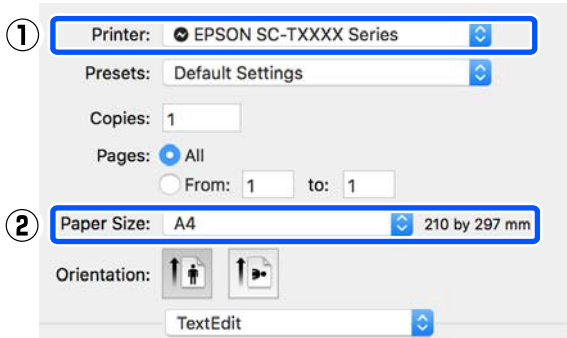 ① Printer: EPSON SC-TXXXX Series
Presets: Default Settings
Copies: 1
Pages: All
From: 1 to: 1
② Paper Size: A4 210 by 297 mm
Orientation:
TextEdit